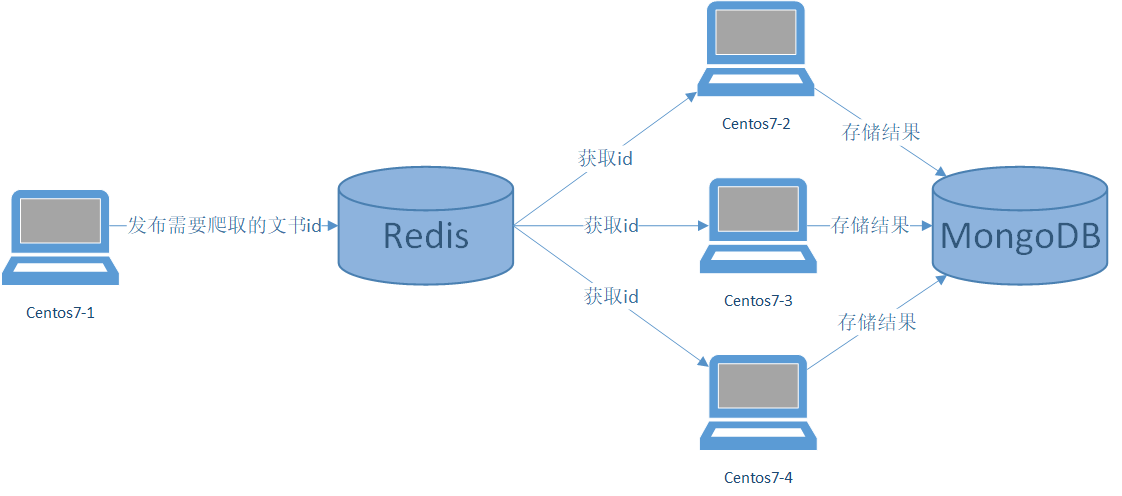 Centos7-1
发布需要爬取的文书id
Redis
获取id
获取id
获取id
Centos7-2
Centos7-3
Centos7-4
存储结果
存储结果
存储结果
MongoDB